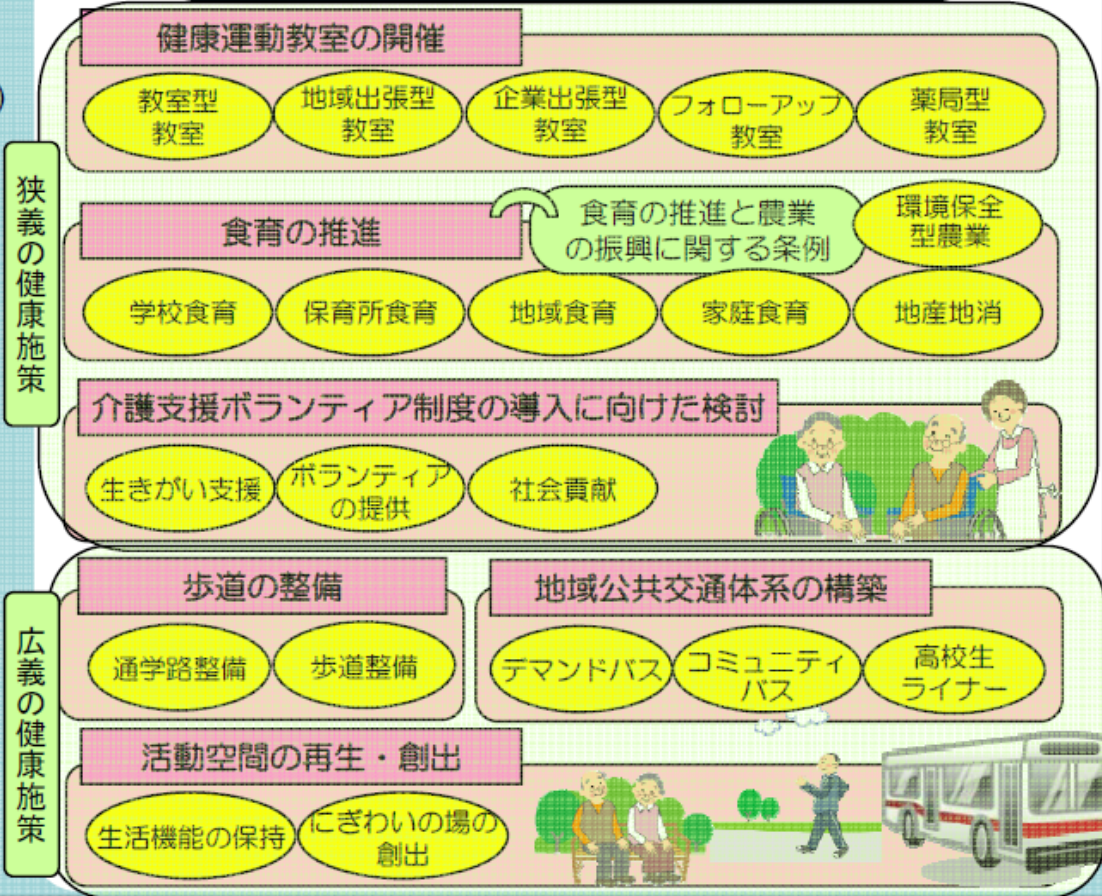 狭義の健康施策
健康運動教室の開催
教室型
教室
地域出張型
教室
企業出張型
教室
フォローアップ
教室
薬局型
教室
食育の推進
食育の推進と農業
の振興に関する条例
環境保全
型農業
学校食育
保育所食育
地域食育
家庭食育
地産地消
介護支援ボランティア制度の導入に向けた検討
生きがい支援
ボランティア
の提供
社会貢献
広義の健康施策
歩道の整備
通学路整備
歩道整備
地域公共交通体系の構築
デマンドバス
コミュニティ
バス
高校生
ライナー
活動空間の再生・創出
生活機能の保持
にぎわいの場の
創出